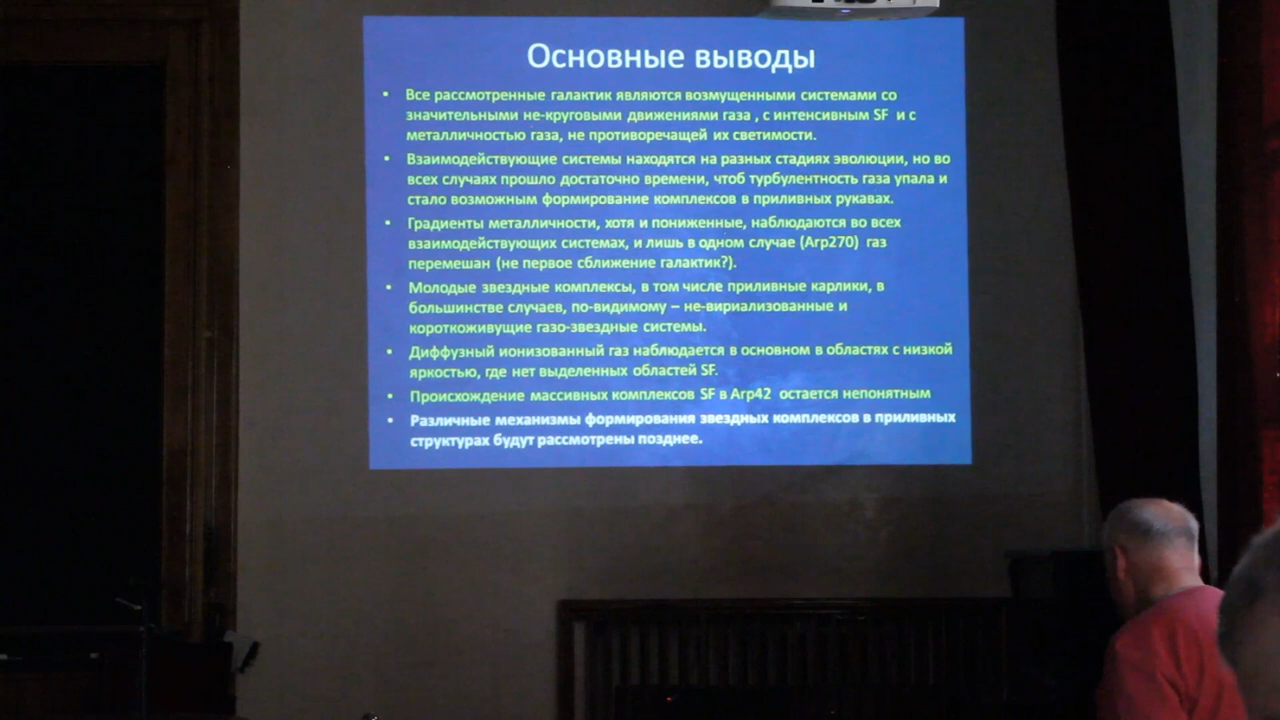 Основные выводы
▪ Все рассмотренные галактик являются возмущенными системами со
значительными не-круговыми движениями газа , с интенсивным SF и с
металличностью газа, не противоречащей их светимости.
▪ Взаимодействующие системы находятся на разных стадиях эволюции, но во
всех случаях прошло достаточно времени, чтоб турбулентность газа упала и
стало возможным формирование комплексов в приливных рукавах.
▪ Градиенты металличности, хотя и пониженные, наблюдаются во всех
взаимодействующих системах, и лишь в одном случае (Arp270) газ
перемешан (не первое сближение галактик?).
▪ Молодые звездные комплексы, в том числе приливные карлики, в
большинстве случаев, по-видимому – не-вириализованные и
короткоживущие газо-звездные системы.
▪ Диффузный ионизованный газ наблюдается в основном в областях с низкой
яркостью, где нет выделенных областей SF.
▪ Происхождение массивных комплексов SF в Arp42 остается непонятным
▪ Различные механизмы формирования звездных комплексов в приливных
структурах будут рассмотрены позднее.